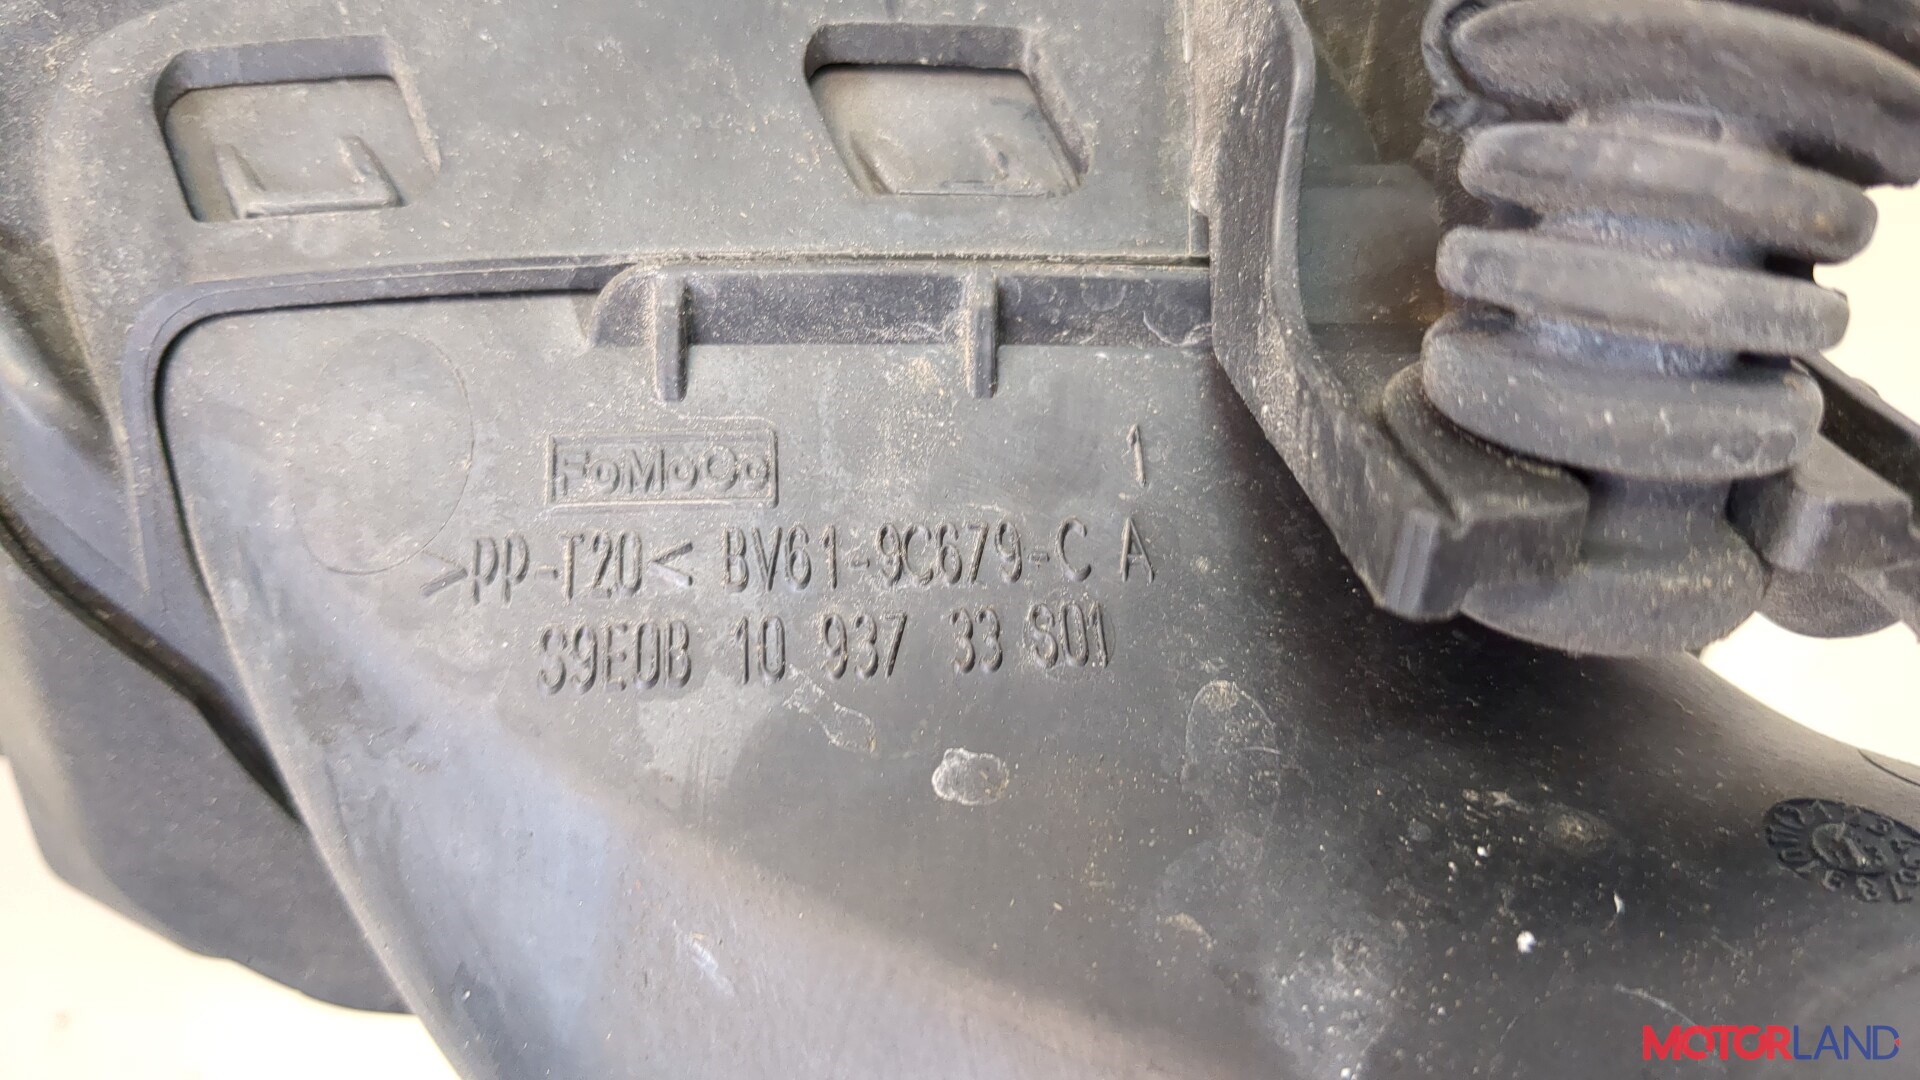 FoMoCo 1
>PP-T20< BV61-9C679-C A
S9E0B 10 937 33 S01
MOTORLAND